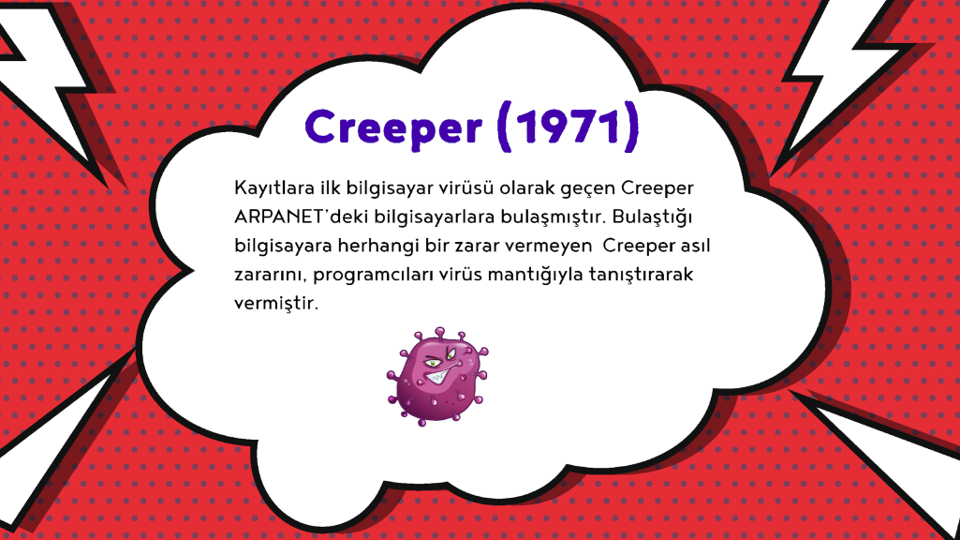 Creeper (1971)
Kayıtlara ilk bilgisayar virüsü olarak geçen Creeper
ARPANET'deki bilgisayarlara bulaşmıştır. Bulaştığı
bilgisayara herhangi bir zarar vermeyen  Creeper asıl
zararını, programcıları virüs mantığıyla tanıştırarak
vermiştir.